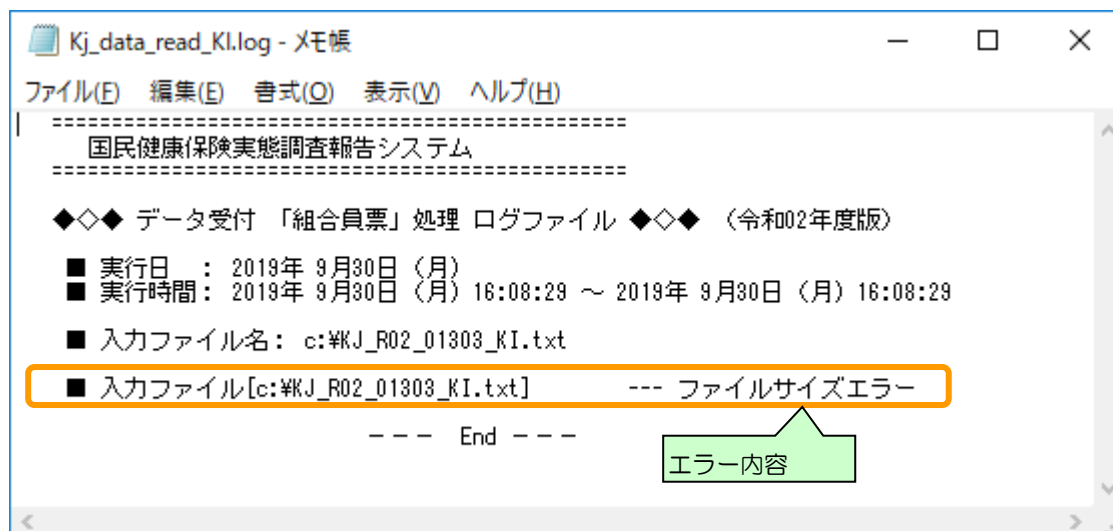 Kj_data_read_KI.log - メモ帳
ファイル(F) 編集(E) 書式(O) 表示(V) ヘルプ(H)
================================================
国民健康保険実態調査報告システム
================================================
◆◇◆ データ受付 「組合員票」処理 ログファイル ◆◇◆ （令和02年度版）
■ 実行日 : 2019年 9月30日（月）
■ 実行時間: 2019年 9月30日（月）16:08:29 ～ 2019年 9月30日（月）16:08:29
■ 入力ファイル名: c:¥KJ_R02_01303_KI.txt
■ 入力ファイル[c:¥KJ_R02_01303_KI.txt] --- ファイルサイズエラー
－－－ End －－－
エラー内容